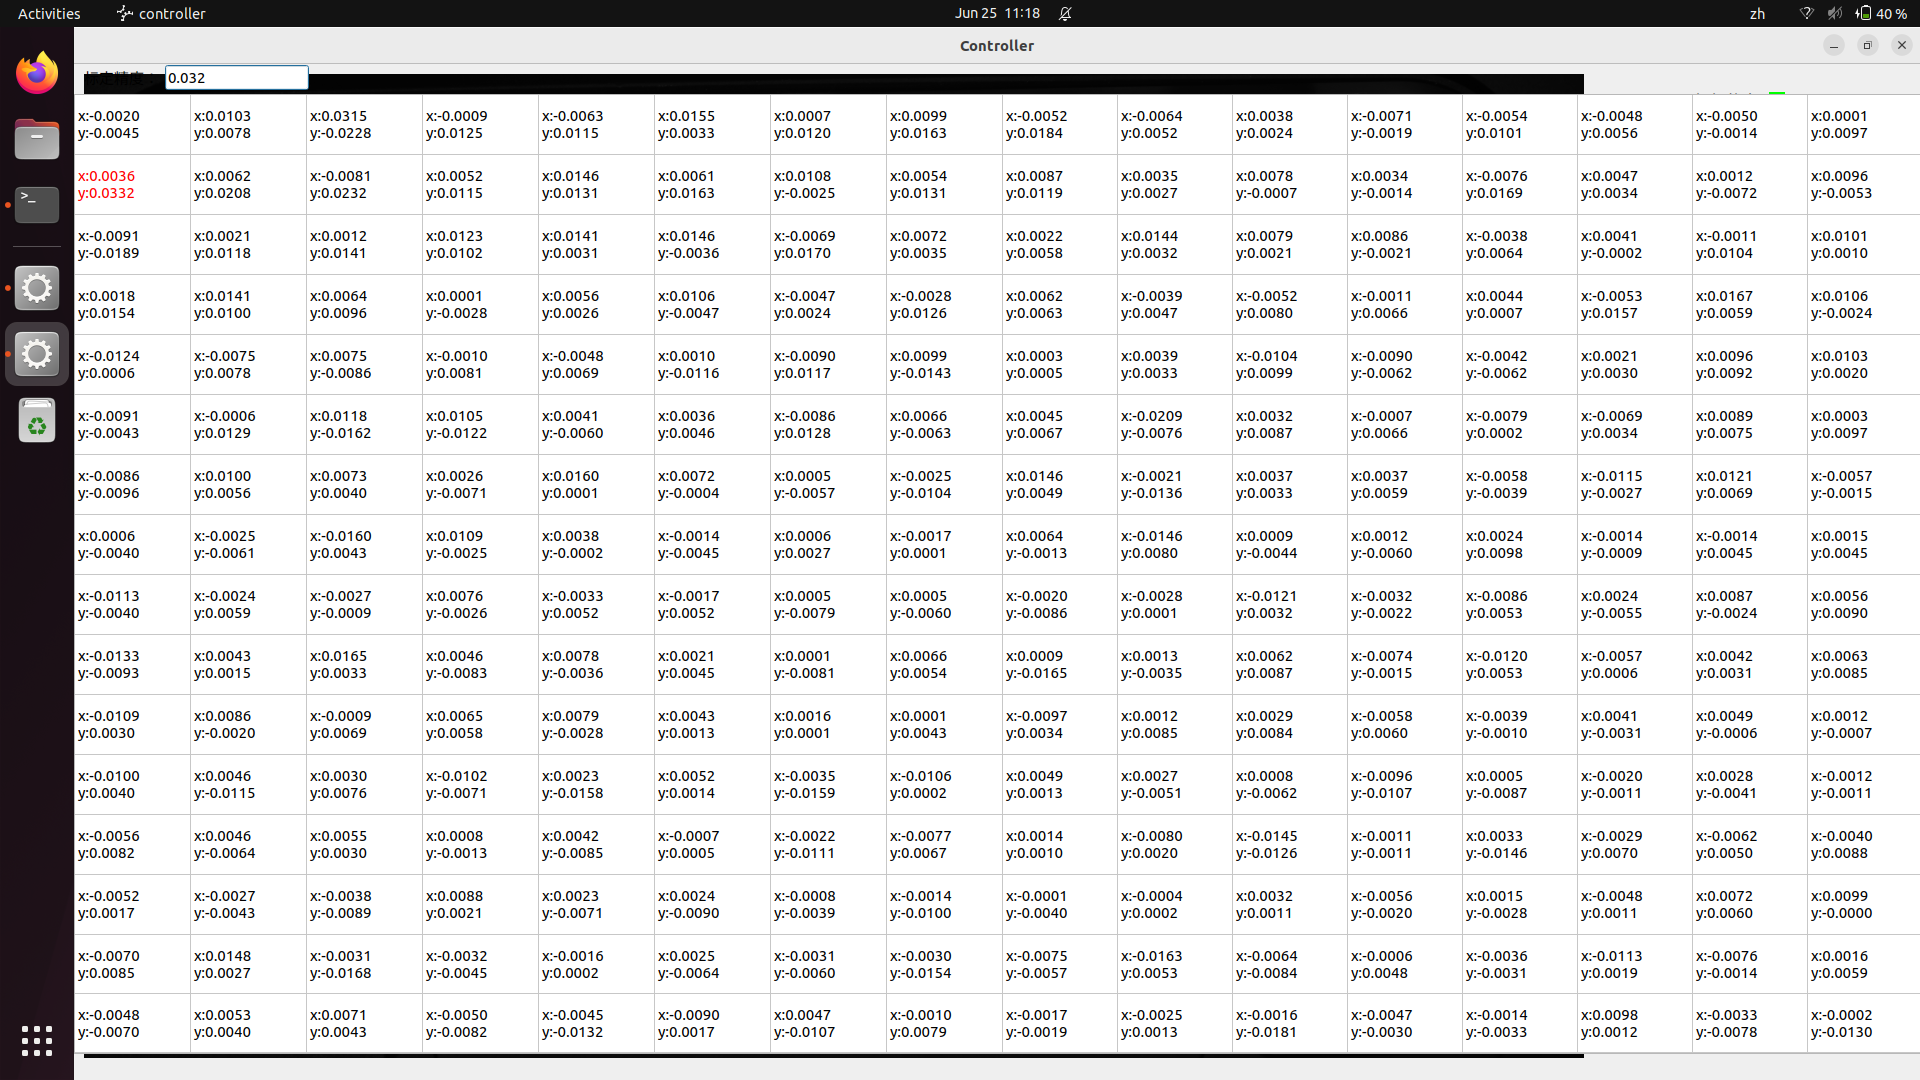 Activities
controller
Jun 25 11:18
zh
40 %
Controller
0.032
x:-0.0020 x:0.0103 x:0.0315 x:-0.0009 x:-0.0063 x:0.0155 x:0.0007 x:0.0099 x:-0.0052 x:-0.0064 x:0.0038 x:-0.0071 x:-0.0054 x:-0.0048 x:-0.0050 x:0.0001
y:-0.0045 y:0.0078 y:-0.0228 y:0.0125 y:0.0115 y:0.0033 y:0.0120 y:0.0163 y:0.0184 y:0.0052 y:0.0024 y:-0.0019 y:0.0101 y:0.0056 y:-0.0014 y:0.0097
x:0.0036 x:0.0062 x:-0.0081 x:0.0052 x:0.0146 x:0.0061 x:0.0108 x:0.0054 x:0.0087 x:0.0035 x:0.0078 x:0.0034 x:-0.0076 x:0.0047 x:0.0012 x:0.0096
y:0.0332 y:0.0208 y:0.0232 y:0.0115 y:0.0131 y:0.0163 y:-0.0025 y:0.0131 y:0.0119 y:0.0027 y:-0.0007 y:-0.0014 y:0.0169 y:0.0034 y:-0.0072 y:-0.0053
x:-0.0091 x:0.0021 x:0.0012 x:0.0123 x:0.0141 x:0.0146 x:-0.0069 x:0.0072 x:0.0022 x:0.0144 x:0.0079 x:0.0086 x:-0.0038 x:0.0041 x:-0.0011 x:0.0101
y:-0.0189 y:0.0118 y:0.0141 y:0.0102 y:0.0031 y:-0.0036 y:0.0170 y:0.0035 y:0.0058 y:0.0032 y:0.0021 y:-0.0021 y:0.0064 y:-0.0002 y:0.0104 y:0.0010
x:0.0018 x:0.0141 x:0.0064 x:0.0001 x:0.0056 x:0.0106 x:-0.0047 x:-0.0028 x:0.0062 x:-0.0039 x:-0.0052 x:-0.0011 x:0.0044 x:-0.0053 x:0.0167 x:0.0106
y:0.0154 y:0.0100 y:0.0096 y:-0.0028 y:0.0026 y:-0.0047 y:0.0024 y:0.0126 y:0.0063 y:0.0047 y:0.0080 y:0.0066 y:0.0007 y:0.0157 y:0.0059 y:-0.0024
x:-0.0124 x:-0.0075 x:0.0075 x:-0.0010 x:-0.0048 x:0.0010 x:-0.0090 x:0.0099 x:0.0003 x:0.0039 x:-0.0104 x:-0.0090 x:-0.0042 x:0.0021 x:0.0096 x:0.0103
y:0.0006 y:0.0078 y:-0.0086 y:0.0081 y:0.0069 y:-0.0116 y:0.0117 y:-0.0143 y:0.0005 y:0.0033 y:0.0099 y:-0.0062 y:-0.0062 y:0.0030 y:0.0092 y:0.0020
x:-0.0091 x:-0.0006 x:0.0118 x:0.0105 x:0.0041 x:0.0036 x:-0.0086 x:0.0066 x:0.0045 x:-0.0209 x:0.0032 x:-0.0007 x:-0.0079 x:-0.0069 x:0.0089 x:0.0003
y:-0.0043 y:0.0129 y:-0.0162 y:-0.0122 y:-0.0060 y:0.0046 y:0.0128 y:-0.0063 y:0.0067 y:-0.0076 y:0.0087 y:0.0066 y:0.0002 y:0.0034 y:0.0075 y:0.0097
x:-0.0086 x:0.0100 x:0.0073 x:0.0026 x:0.0160 x:0.0072 x:0.0005 x:-0.0025 x:0.0146 x:-0.0021 x:0.0037 x:0.0037 x:-0.0058 x:-0.0115 x:0.0121 x:-0.0057
y:-0.0096 y:0.0056 y:0.0040 y:-0.0071 y:0.0001 y:-0.0004 y:-0.0057 y:-0.0104 y:0.0049 y:-0.0136 y:0.0033 y:0.0059 y:-0.0039 y:-0.0027 y:0.0069 y:-0.0015
x:0.0006 x:-0.0025 x:-0.0160 x:0.0109 x:0.0038 x:-0.0014 x:0.0006 x:-0.0017 x:0.0064 x:-0.0146 x:0.0009 x:0.0012 x:0.0024 x:-0.0014 x:-0.0014 x:0.0015
y:-0.0040 y:-0.0061 y:0.0043 y:-0.0025 y:-0.0002 y:-0.0045 y:0.0027 y:0.0001 y:-0.0013 y:0.0080 y:-0.0044 y:-0.0060 y:0.0098 y:-0.0009 y:0.0045 y:0.0045
x:-0.0113 x:-0.0024 x:-0.0027 x:0.0076 x:-0.0033 x:-0.0017 x:0.0005 x:0.0005 x:-0.0020 x:-0.0028 x:-0.0121 x:-0.0032 x:-0.0086 x:0.0024 x:0.0087 x:0.0056
y:-0.0040 y:0.0059 y:-0.0009 y:-0.0026 y:0.0052 y:0.0052 y:-0.0079 y:-0.0060 y:-0.0086 y:0.0001 y:0.0032 y:-0.0022 y:0.0053 y:-0.0055 y:-0.0024 y:0.0090
x:-0.0133 x:0.0043 x:0.0165 x:0.0046 x:0.0078 x:0.0021 x:0.0001 x:0.0066 x:0.0009 x:0.0013 x:0.0062 x:-0.0074 x:-0.0120 x:-0.0057 x:0.0042 x:0.0063
y:-0.0093 y:0.0015 y:0.0033 y:-0.0083 y:-0.0036 y:0.0045 y:-0.0081 y:0.0054 y:-0.0165 y:-0.0035 y:0.0087 y:-0.0015 y:0.0053 y:0.0006 y:0.0031 y:0.0085
x:-0.0109 x:0.0086 x:-0.0009 x:0.0065 x:0.0079 x:0.0043 x:0.0016 x:0.0001 x:-0.0097 x:0.0012 x:0.0029 x:-0.0058 x:-0.0039 x:0.0041 x:0.0049 x:0.0012
y:0.0030 y:-0.0020 y:0.0069 y:0.0058 y:-0.0028 y:0.0013 y:0.0001 y:0.0043 y:0.0034 y:0.0085 y:0.0084 y:0.0060 y:-0.0010 y:-0.0031 y:-0.0006 y:-0.0007
x:-0.0100 x:0.0046 x:0.0030 x:-0.0102 x:0.0023 x:0.0052 x:-0.0035 x:-0.0106 x:0.0049 x:0.0027 x:0.0008 x:-0.0096 x:0.0005 x:-0.0020 x:0.0028 x:-0.0012
y:0.0040 y:-0.0115 y:0.0076 y:-0.0071 y:-0.0158 y:0.0014 y:-0.0159 y:0.0002 y:0.0013 y:-0.0051 y:-0.0062 y:-0.0107 y:-0.0087 y:-0.0011 y:-0.0041 y:-0.0011
x:-0.0056 x:0.0046 x:0.0055 x:0.0008 x:0.0042 x:-0.0007 x:-0.0022 x:-0.0077 x:0.0014 x:-0.0080 x:-0.0145 x:-0.0011 x:0.0033 x:-0.0029 x:-0.0062 x:-0.0040
y:0.0082 y:-0.0064 y:0.0030 y:-0.0013 y:-0.0085 y:0.0005 y:-0.0111 y:0.0067 y:0.0010 y:0.0020 y:-0.0126 y:-0.0011 y:-0.0146 y:0.0070 y:0.0050 y:0.0088
x:-0.0052 x:-0.0027 x:-0.0038 x:0.0088 x:0.0023 x:0.0024 x:-0.0008 x:-0.0014 x:-0.0001 x:-0.0004 x:0.0032 x:-0.0056 x:0.0015 x:-0.0048 x:0.0072 x:0.0099
y:0.0017 y:-0.0043 y:-0.0089 y:0.0021 y:-0.0071 y:-0.0090 y:-0.0039 y:-0.0100 y:-0.0040 y:0.0002 y:0.0011 y:-0.0020 y:-0.0028 y:0.0011 y:0.0060 y:-0.0000
x:-0.0070 x:0.0148 x:-0.0031 x:-0.0032 x:-0.0016 x:0.0025 x:-0.0031 x:-0.0030 x:-0.0075 x:-0.0163 x:-0.0064 x:-0.0006 x:-0.0036 x:-0.0113 x:-0.0076 x:0.0016
y:0.0085 y:0.0027 y:-0.0168 y:-0.0045 y:0.0002 y:-0.0064 y:-0.0060 y:-0.0154 y:-0.0057 y:0.0053 y:-0.0084 y:0.0048 y:-0.0031 y:0.0019 y:-0.0014 y:0.0059
x:-0.0048 x:0.0053 x:0.0071 x:-0.0050 x:-0.0045 x:-0.0090 x:0.0047 x:-0.0010 x:-0.0017 x:-0.0025 x:-0.0016 x:-0.0047 x:-0.0014 x:0.0098 x:-0.0033 x:-0.0002
y:-0.0070 y:0.0040 y:0.0043 y:-0.0082 y:-0.0132 y:0.0017 y:-0.0107 y:0.0079 y:-0.0019 y:0.0013 y:-0.0181 y:-0.0030 y:-0.0033 y:0.0012 y:-0.0078 y:-0.0130